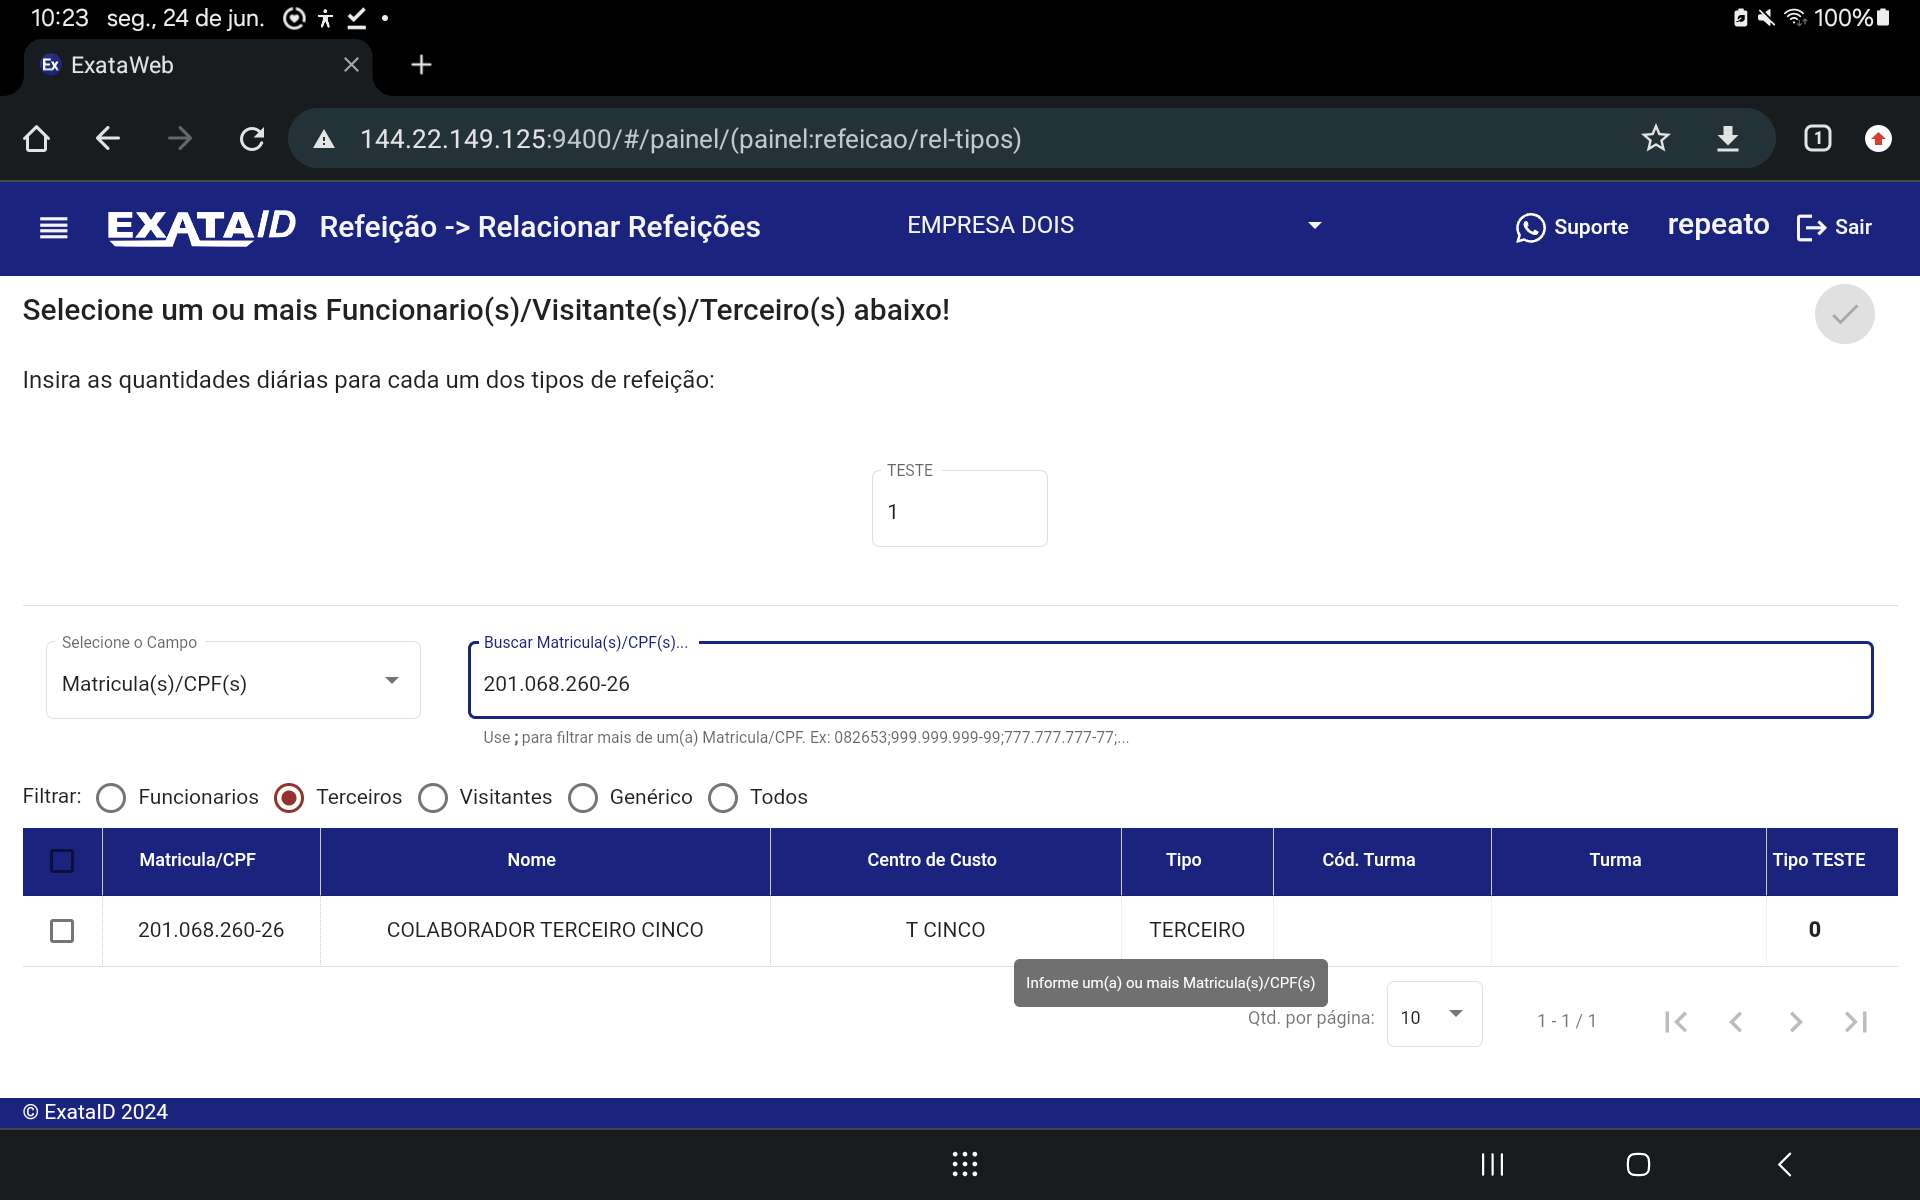 10:23 seg., 24 de jun. 100%
Ex ExataWeb
144.22.149.125:9400/#/painel/(painel:refeicao/rel-tipos) 1
EXATAID Refeição -> Relacionar Refeições EMPRESA DOIS Suporte repeato Sair
Selecione um ou mais Funcionario(s)/Visitante(s)/Terceiro(s) abaixo!
Insira as quantidades diárias para cada um dos tipos de refeição:
TESTE
1
Selecione o Campo Buscar Matricula(s)/CPF(s)...
Matricula(s)/CPF(s) 201.068.260-26
Use ; para filtrar mais de um(a) Matricula/CPF. Ex: 082653;999.999.999-99;777.777.777-77;...
Filtrar: Funcionarios Terceiros Visitantes Genérico Todos
Matricula/CPF Nome Centro de Custo Tipo Cód. Turma Turma Tipo TESTE
201.068.260-26 COLABORADOR TERCEIRO CINCO T CINCO TERCEIRO 0
Informe um(a) ou mais Matricula(s)/CPF(s)
Qtd. por página: 10 1 - 1 / 1
© ExataID 2024